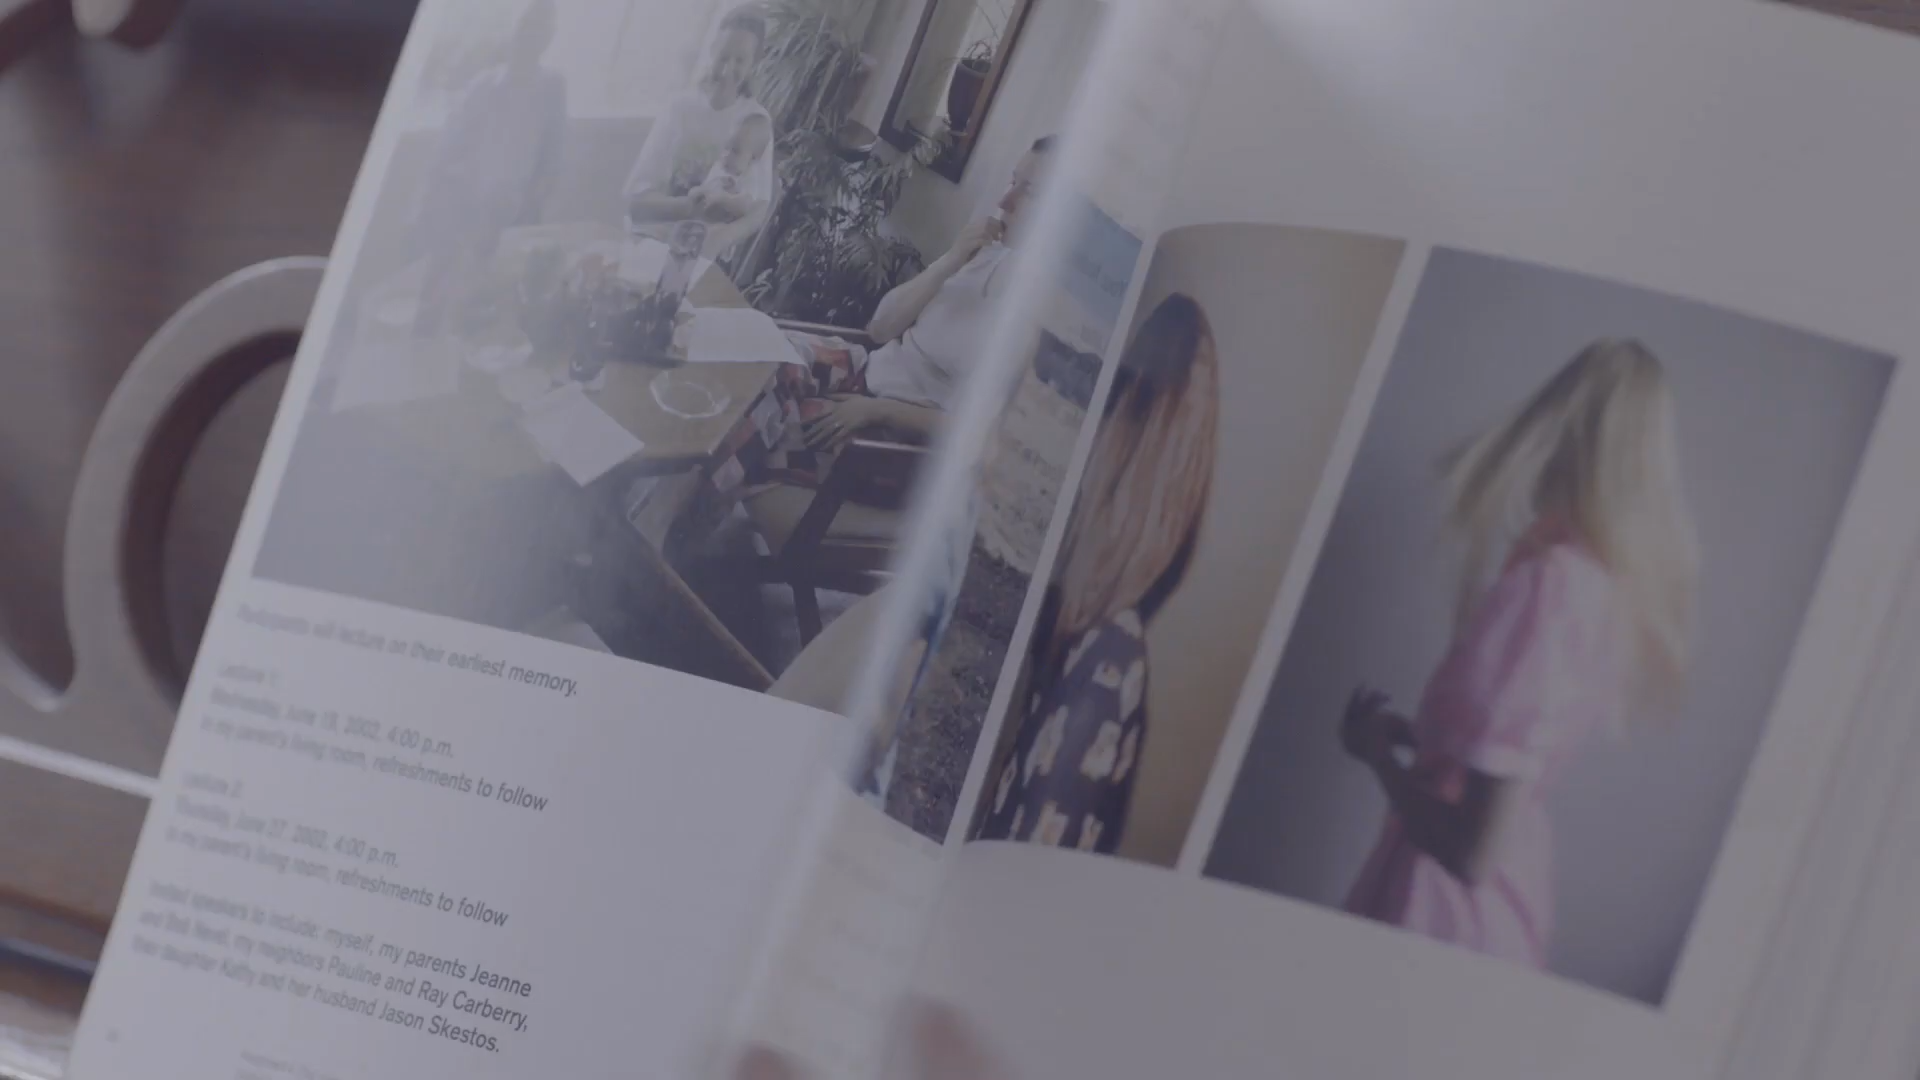 Participants will lecture on their earliest memory.
Lecture 1:
Wednesday, June 19, 2002, 4:00 p.m.
In my parent's living room, refreshments to follow
Lecture 2:
Thursday, June 27, 2002, 4:00 p.m.
In my parent's living room, refreshments to follow
Invited speakers to include: myself, my parents Jeanne
and Bob Revel, my neighbors Pauline and Ray Carberry,
their daughter Kathy and her husband Jason Skestos.